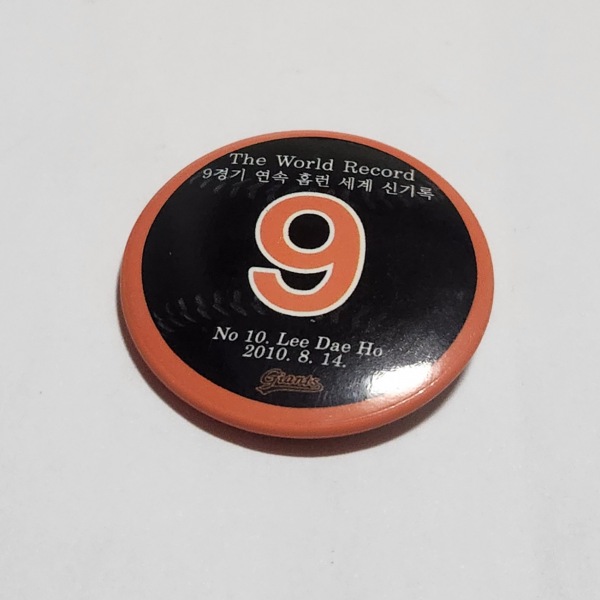 The World Record
9경기 연속 홈런 세계 신기록
9
No 10. Lee Dae Ho
2010. 8. 14.
Giants